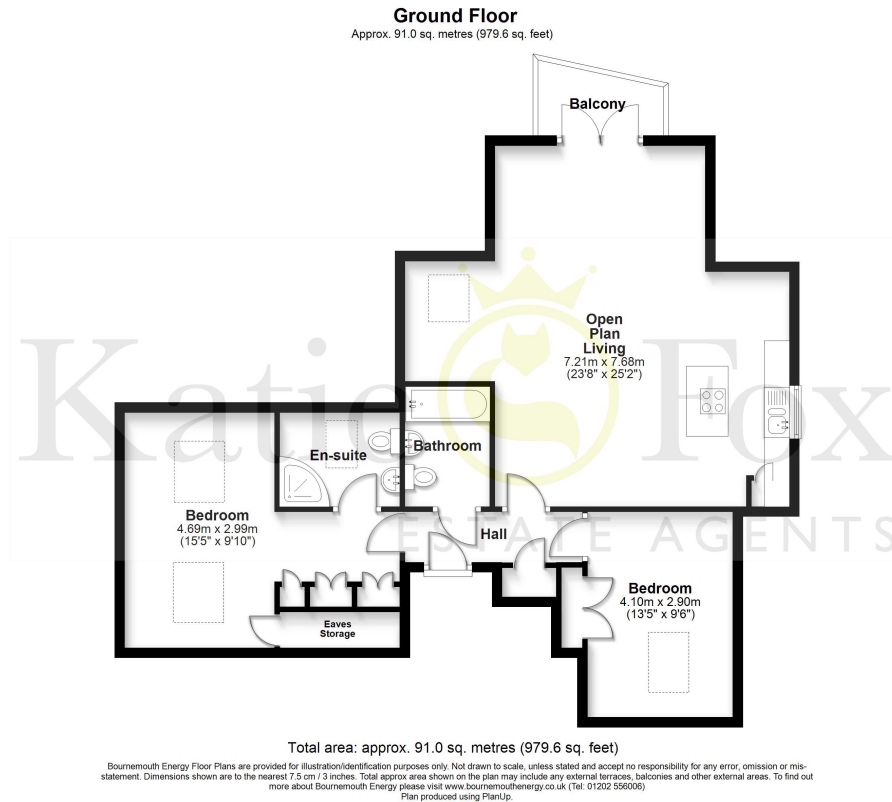 Ground Floor
Approx. 91.0 sq. metres (979.6 sq. feet)
Balcony
Open
Plan
Living
7.21m x 7.68m
(23'8" x 25'2")
Katie Fox
ESTATE AGENTS
En-suite
Bathroom
Bedroom
4.69m x 2.99m
(15'5" x 9'10")
Hall
Bedroom
4.10m x 2.90m
(13'5" x 9'6")
Eaves
Storage
Total area: approx. 91.0 sq. metres (979.6 sq. feet)
Bournemouth Energy Floor Plans are provided for illustration/identification purposes only. Not drawn to scale, unless stated and accept no responsibility for any error, omission or mis-
statement. Dimensions shown are to the nearest 7.5 cm / 3 inches. Total approx area shown on the plan may include any external terraces, balconies and other external areas. To find out
more about Bournemouth Energy please visit www.bournemouthenergy.co.uk (Tel: 01202 556006)
Plan produced using PlanUp.